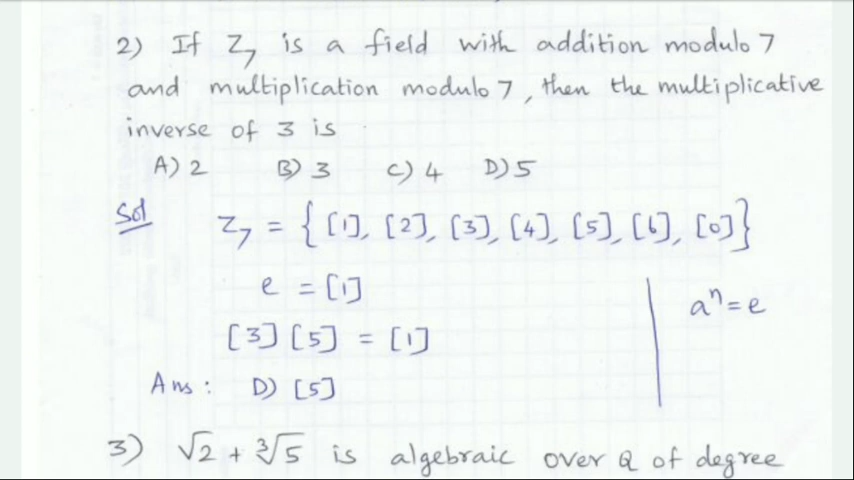 2) If Z₇ is a field with addition modulo 7
and multiplication modulo 7, then the multiplicative
inverse of 3 is
A) 2 B) 3 C) 4 D) 5
Sol Z₇ = { [1], [2], [3], [4], [5], [6], [0] }
e = [1]
aⁿ = e
[3] [5] = [1]
Ans : D) [5]
3) √2 + ∛5 is algebraic over Q of degree